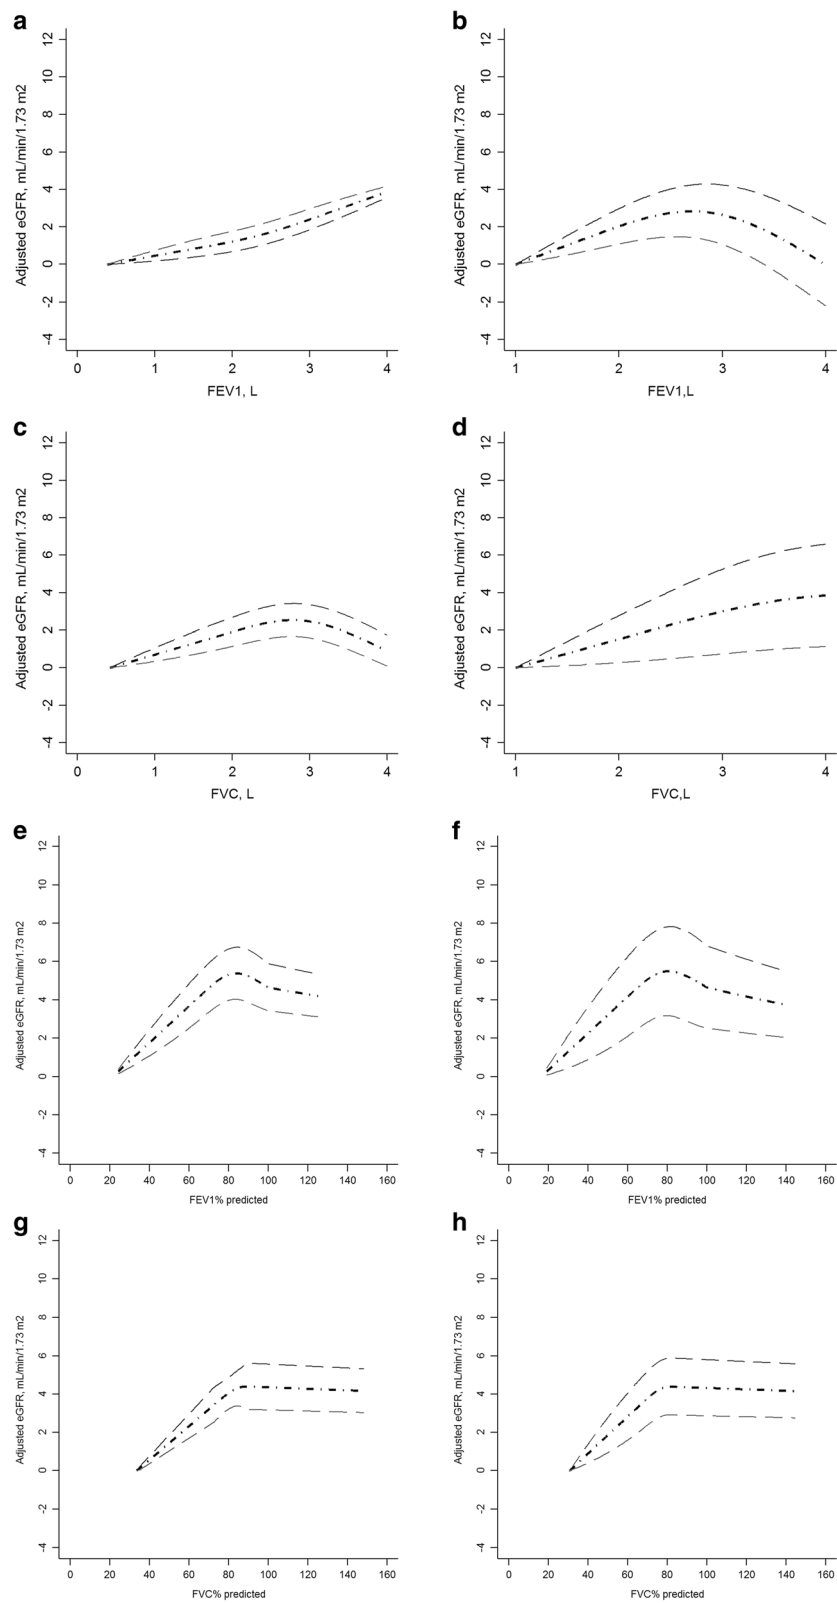 a
12
10
8
6
4
2
0
-2
-4
Adjusted eGFR, mL/min/1.73 m2
0 1 2 3 4
FEV1, L
b
12
10
8
6
4
2
0
-2
-4
Adjusted eGFR, mL/min/1.73 m2
1 2 3 4
FEV1,L
c
12
10
8
6
4
2
0
-2
-4
Adjusted eGFR, mL/min/1.73 m2
0 1 2 3 4
FVC, L
d
12
10
8
6
4
2
0
-2
-4
Adjusted eGFR, mL/min/1.73 m2
1 2 3 4
FVC,L
e
12
10
8
6
4
2
0
-2
-4
Adjusted eGFR, mL/min/1.73 m2
0 20 40 60 80 100 120 140 160
FEV1% predicted
f
12
10
8
6
4
2
0
-2
-4
Adjusted eGFR, mL/min/1.73 m2
0 20 40 60 80 100 120 140 160
FEV1% predicted
g
12
10
8
6
4
2
0
-2
-4
Adjusted eGFR, mL/min/1.73 m2
0 20 40 60 80 100 120 140 160
FVC% predicted
h
12
10
8
6
4
2
0
-2
-4
Adjusted eGFR, mL/min/1.73 m2
0 20 40 60 80 100 120 140 160
FVC% predicted